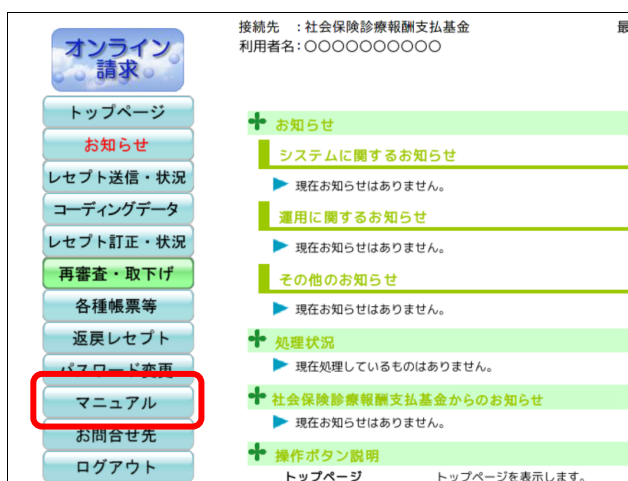 オンライン
請求
トップページ
お知らせ
レセプト送信・状況
コーディングデータ
レセプト訂正・状況
再審査・取下げ
各種帳票等
返戻レセプト
パスワード変更
マニュアル
お問合せ先
ログアウト
接続先　：社会保険診療報酬支払基金
最
利用者名：○○○○○○○○○○
お知らせ
システムに関するお知らせ
現在お知らせはありません。
運用に関するお知らせ
現在お知らせはありません。
その他のお知らせ
現在お知らせはありません。
処理状況
現在処理しているものはありません。
社会保険診療報酬支払基金からのお知らせ
現在お知らせはありません。
操作ボタン説明
トップページ　トップページを表示します。